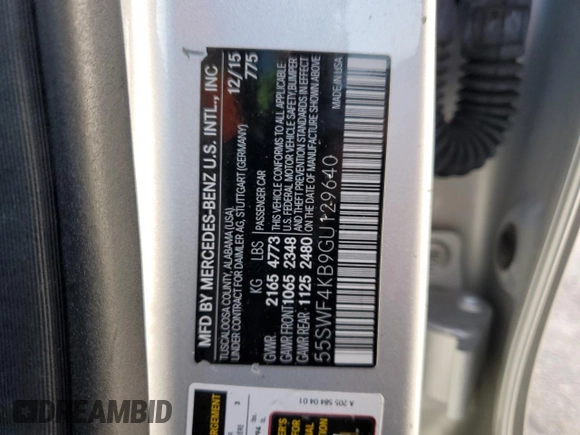 1
MFD BY MERCEDES-BENZ U.S. INTL., INC
12/15
TUSCALOOSA COUNTY, ALABAMA (USA)
775
UNDER CONTRACT FOR DAIMLER AG, STUTTGART (GERMANY)
KG LBS PASSENGER CAR
GVWR 2165 4773 THIS VEHICLE CONFORMS TO ALL APPLICABLE
GAWR FRONT 1065 2348 U.S. FEDERAL MOTOR VEHICLE SAFETY, BUMPER
GAWR REAR 1125 2480 AND THEFT PREVENTION STANDARDS IN EFFECT
ON THE DATE OF MANUFACTURE SHOWN ABOVE
55SWF4KB9GU129640
MADE IN USA
A 205 584 04 01
DREAMBID